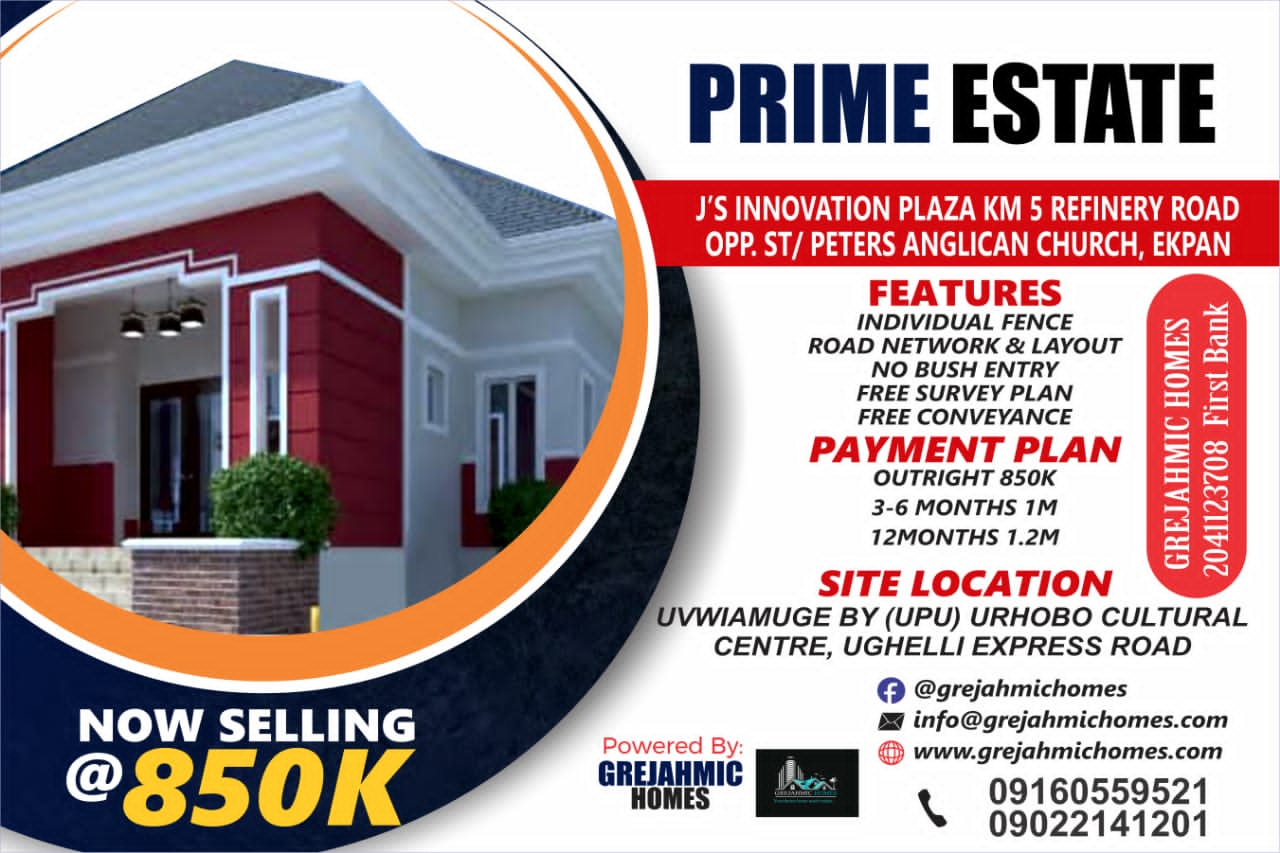 PRIME ESTATE
J'S INNOVATION PLAZA KM 5 REFINERY ROAD
OPP. ST/ PETERS ANGLICAN CHURCH, EKPAN
FEATURES
INDIVIDUAL FENCE
ROAD NETWORK & LAYOUT
NO BUSH ENTRY
FREE SURVEY PLAN
FREE CONVEYANCE
PAYMENT PLAN
OUTRIGHT 850K
3-6 MONTHS 1M
12MONTHS 1.2M
GREJAHMIC HOMES
2041123708 First Bank
SITE LOCATION
UVWIAMUGE BY (UPU) URHOBO CULTURAL
CENTRE, UGHELLI EXPRESS ROAD
@grejahmichomes
info@grejahmichomes.com
www.grejahmichomes.com
09160559521
09022141201
NOW SELLING
@850K
Powered By:
GREJAHMIC
HOMES
GREJAHMIC HOMES